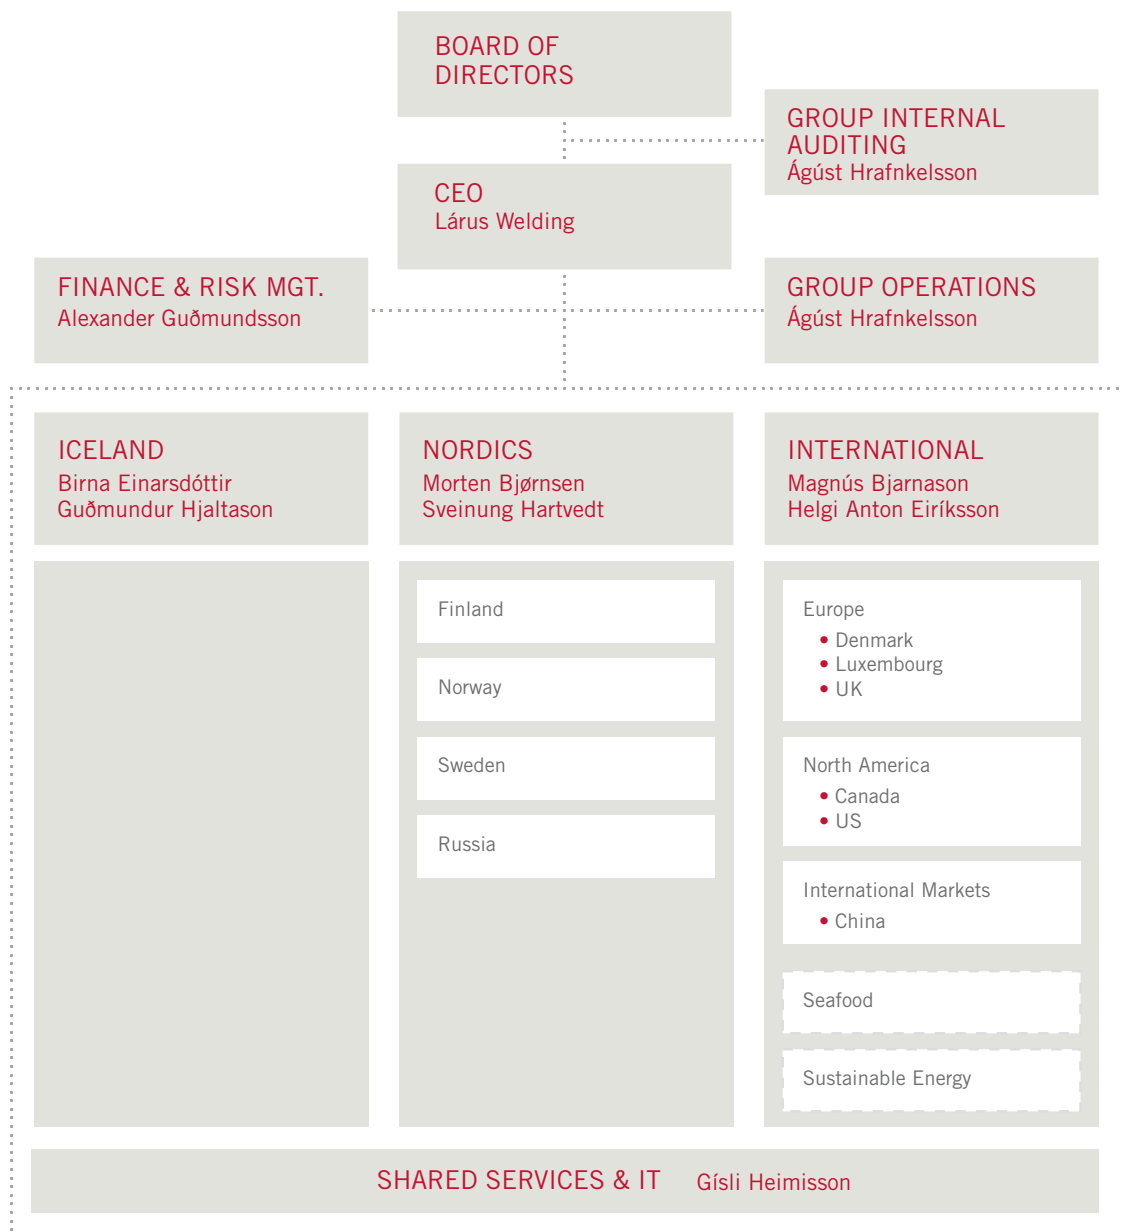 BOARD OF
DIRECTORS
GROUP INTERNAL
AUDITING
Ágúst Hrafnkelsson
CEO
Lárus Welding
FINANCE & RISK MGT.
Alexander Guðmundsson
GROUP OPERATIONS
Ágúst Hrafnkelsson
ICELAND
Birna Einarsdóttir
Guðmundur Hjaltason
NORDICS
Morten Bjørnsen
Sveinung Hartvedt
INTERNATIONAL
Magnús Bjarnason
Helgi Anton Eiríksson
Finland
Norway
Sweden
Russia
Europe
• Denmark
• Luxembourg
• UK
North America
• Canada
• US
International Markets
• China
Seafood
Sustainable Energy
SHARED SERVICES & IT Gísli Heimisson